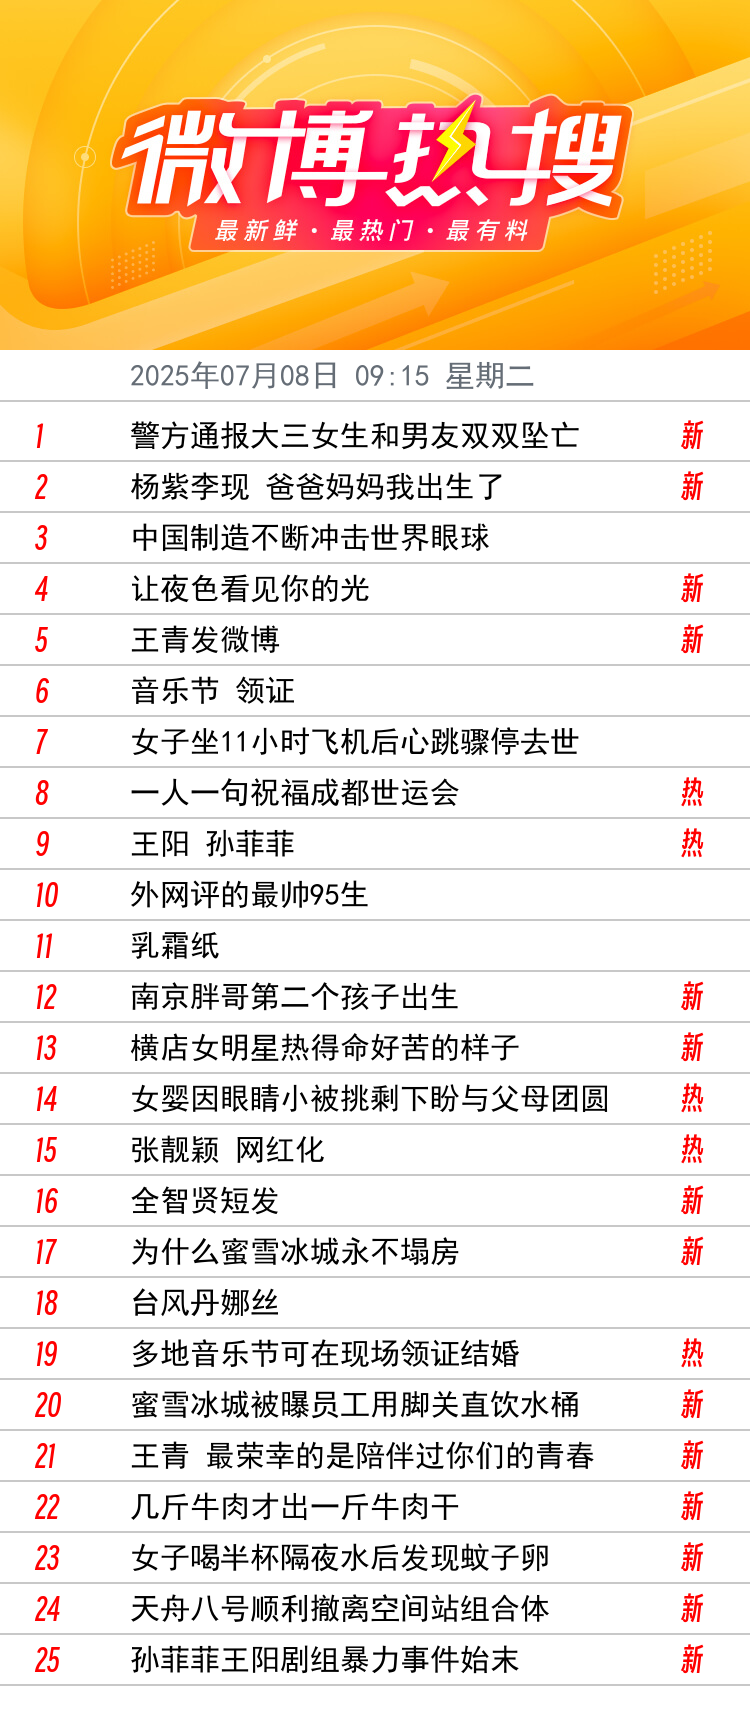 微博热搜
最新鲜·最热门·最有料
2025年07月08日 09:15 星期二
1 警方通报大三女生和男友双双坠亡 新
2 杨紫李现 爸爸妈妈我出生了 新
3 中国制造不断冲击世界眼球
4 让夜色看见你的光 新
5 王青发微博 新
6 音乐节 领证
7 女子坐11小时飞机后心跳骤停去世
8 一人一句祝福成都世运会 热
9 王阳 孙菲菲 热
10 外网评的最帅95生
11 乳霜纸
12 南京胖哥第二个孩子出生 新
13 横店女明星热得命好苦的样子 新
14 女婴因眼睛小被挑剩下盼与父母团圆 热
15 张靓颖 网红化 热
16 全智贤短发 新
17 为什么蜜雪冰城永不塌房 新
18 台风丹娜丝
19 多地音乐节可在现场领证结婚 热
20 蜜雪冰城被曝员工用脚关直饮水桶 新
21 王青 最荣幸的是陪伴过你们的青春 新
22 几斤牛肉才出一斤牛肉干 新
23 女子喝半杯隔夜水后发现蚊子卵 新
24 天舟八号顺利撤离空间站组合体 新
25 孙菲菲王阳剧组暴力事件始末 新